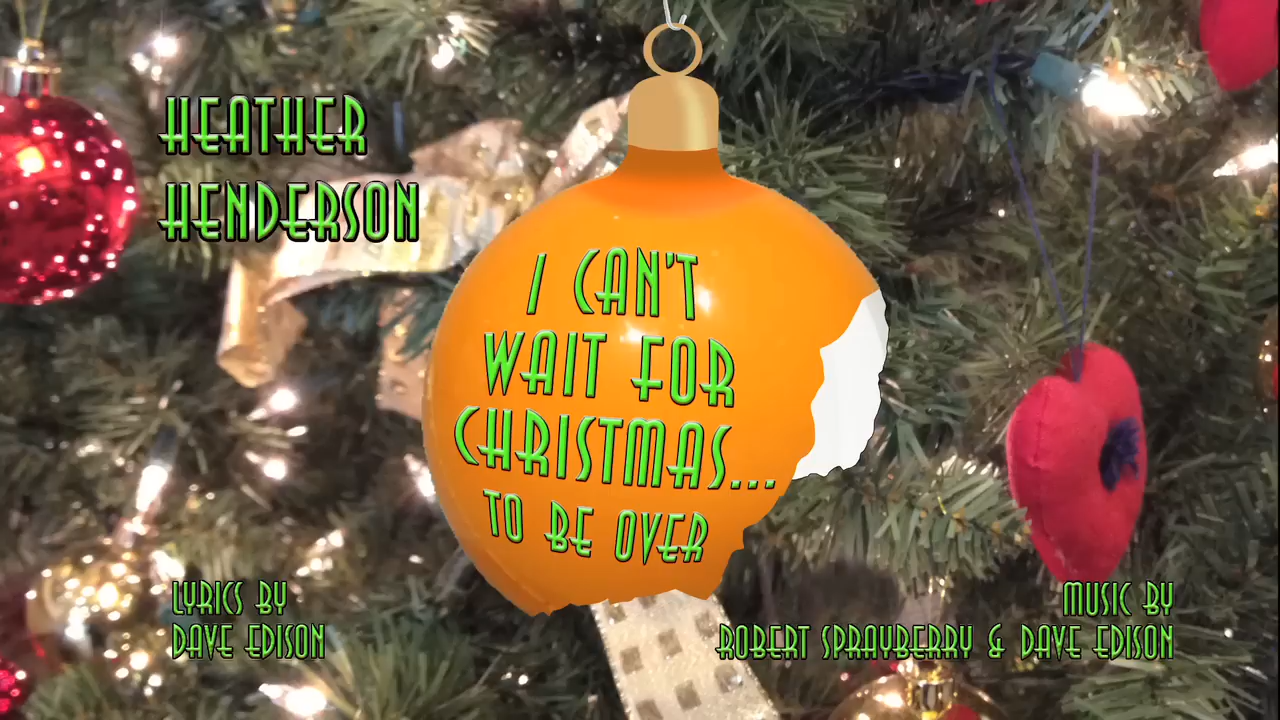 HEATHER
HENDERSON
I CAN'T
WAIT FOR
CHRISTMAS...
TO BE OVER
LYRICS BY
DAVE EDISON
MUSIC BY
ROBERT SPRAYBERRY & DAVE EDISON